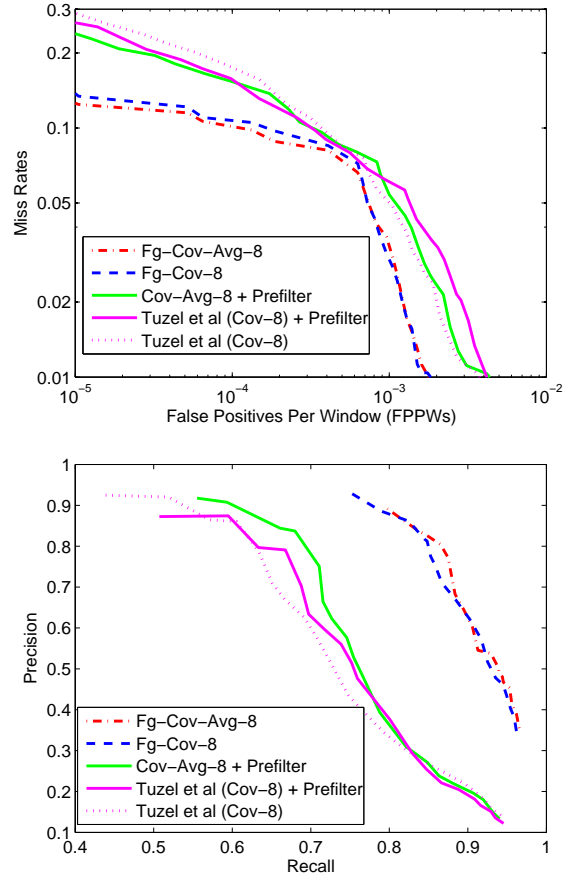 0.3
0.2
0.1
0.05
0.02
0.01
Miss Rates
Fg−Cov−Avg−8
Fg−Cov−8
Cov−Avg−8 + Prefilter
Tuzel et al (Cov−8) + Prefilter
Tuzel et al (Cov−8)
10−5 10−4 10−3 10−2
False Positives Per Window (FPPWs)
1
0.9
0.8
0.7
0.6
0.5
0.4
0.3
0.2
0.1
Precision
Fg−Cov−Avg−8
Fg−Cov−8
Cov−Avg−8 + Prefilter
Tuzel et al (Cov−8) + Prefilter
Tuzel et al (Cov−8)
0.4 0.5 0.6 0.7 0.8 0.9 1
Recall